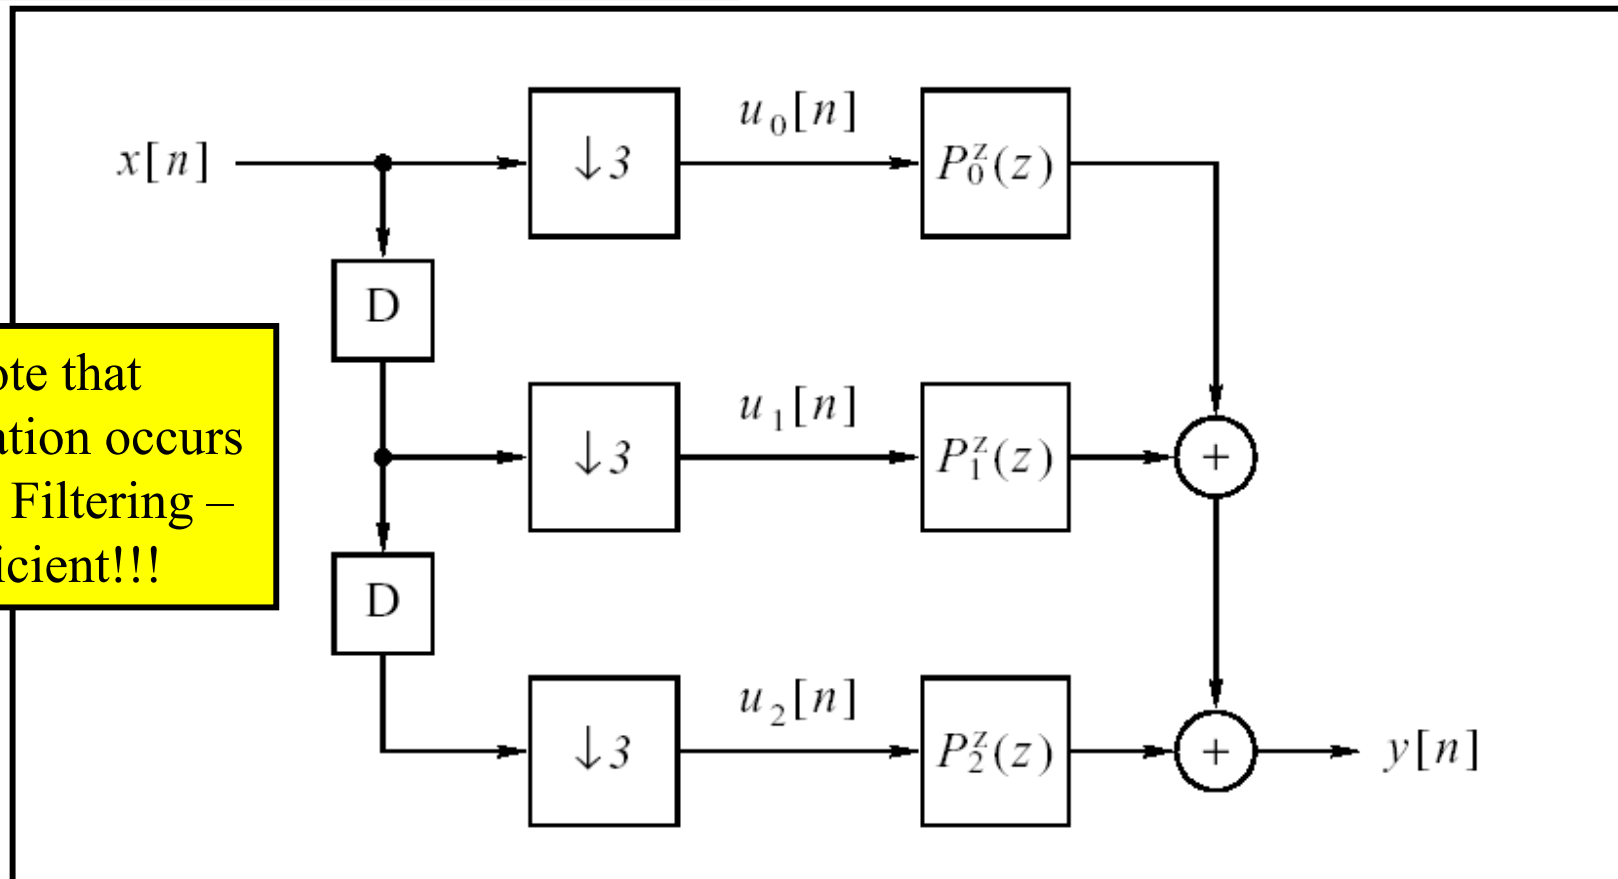 x[n]
↓3
u₀[n]
P₀ᶻ(z)
D
ote that
ation occurs
Filtering –
icient!!!
↓3
u₁[n]
P₁ᶻ(z)
+
D
↓3
u₂[n]
P₂ᶻ(z)
+
y[n]